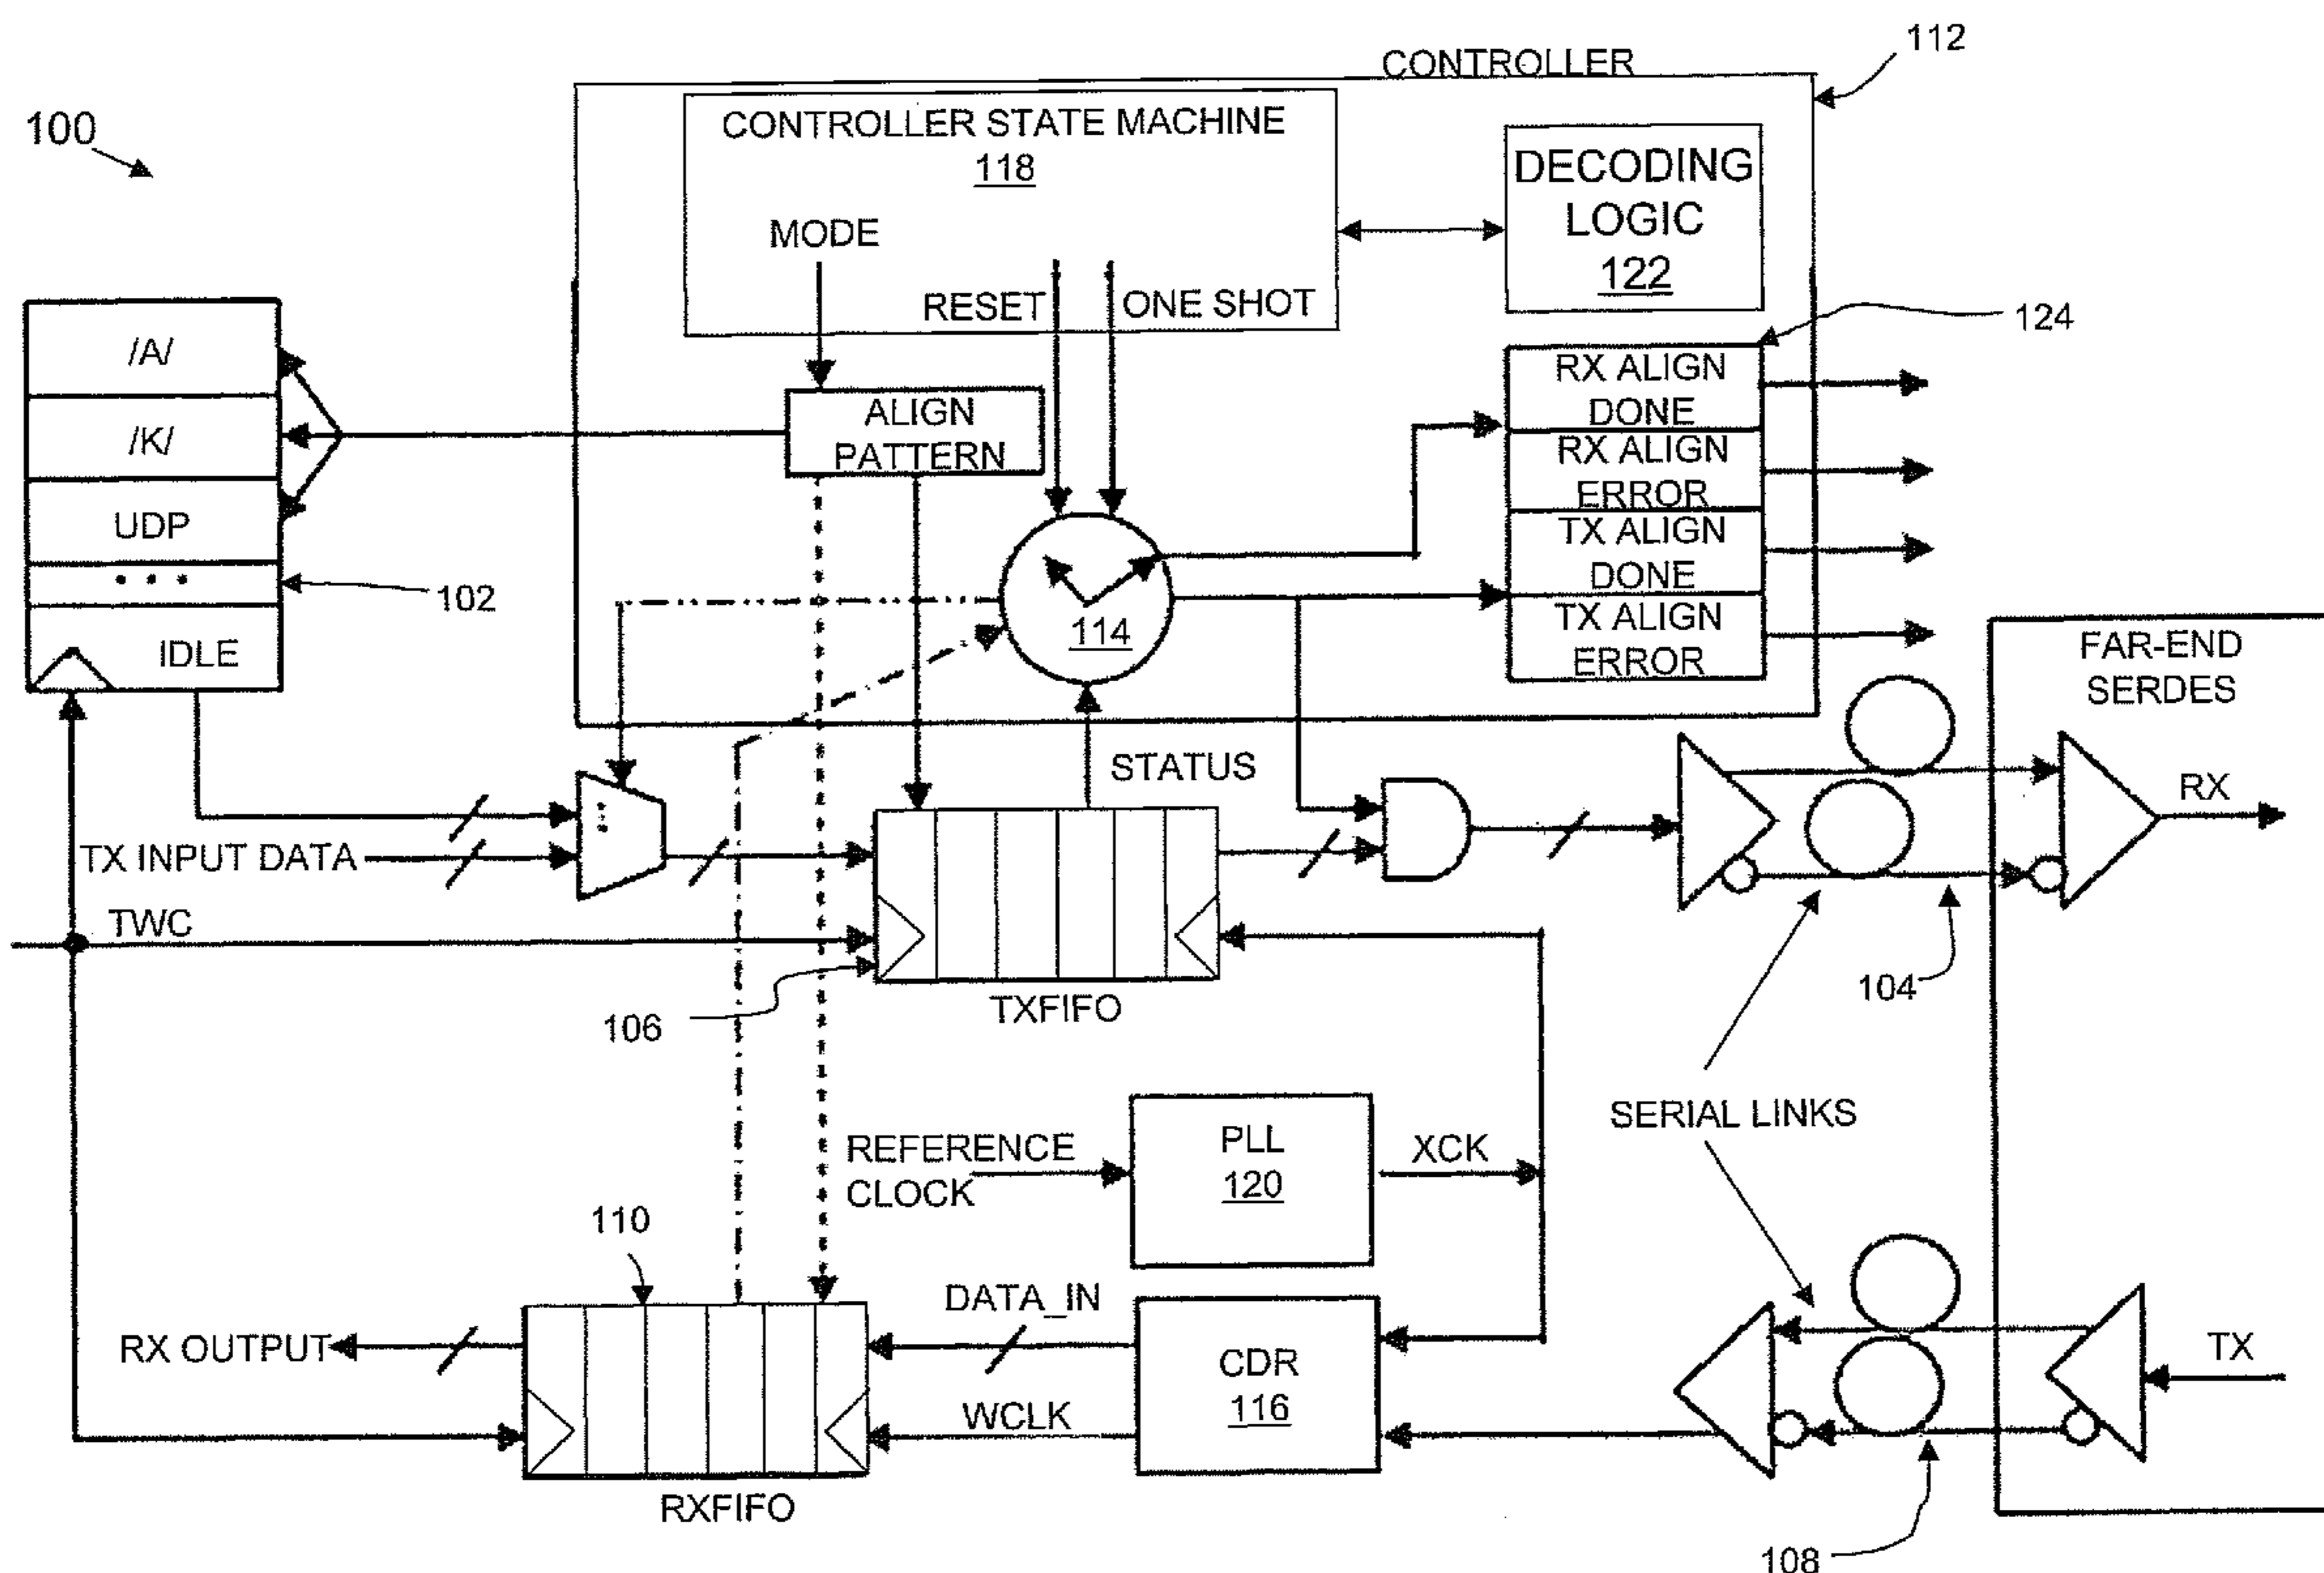 CONTROLLER
112
100
CONTROLLER STATE MACHINE
118
MODE
RESET
ONE SHOT
DECODING
LOGIC
122
124
/A/
/K/
UDP
• • •
IDLE
102
ALIGN
PATTERN
114
RX ALIGN
DONE
RX ALIGN
ERROR
TX ALIGN
DONE
TX ALIGN
ERROR
FAR-END
SERDES
STATUS
RX
TX INPUT DATA
TWC
106
TXFIFO
104
SERIAL LINKS
REFERENCE
CLOCK
PLL
120
XCK
110
DATA_IN
RX OUTPUT
CDR
116
WCLK
TX
RXFIFO
108